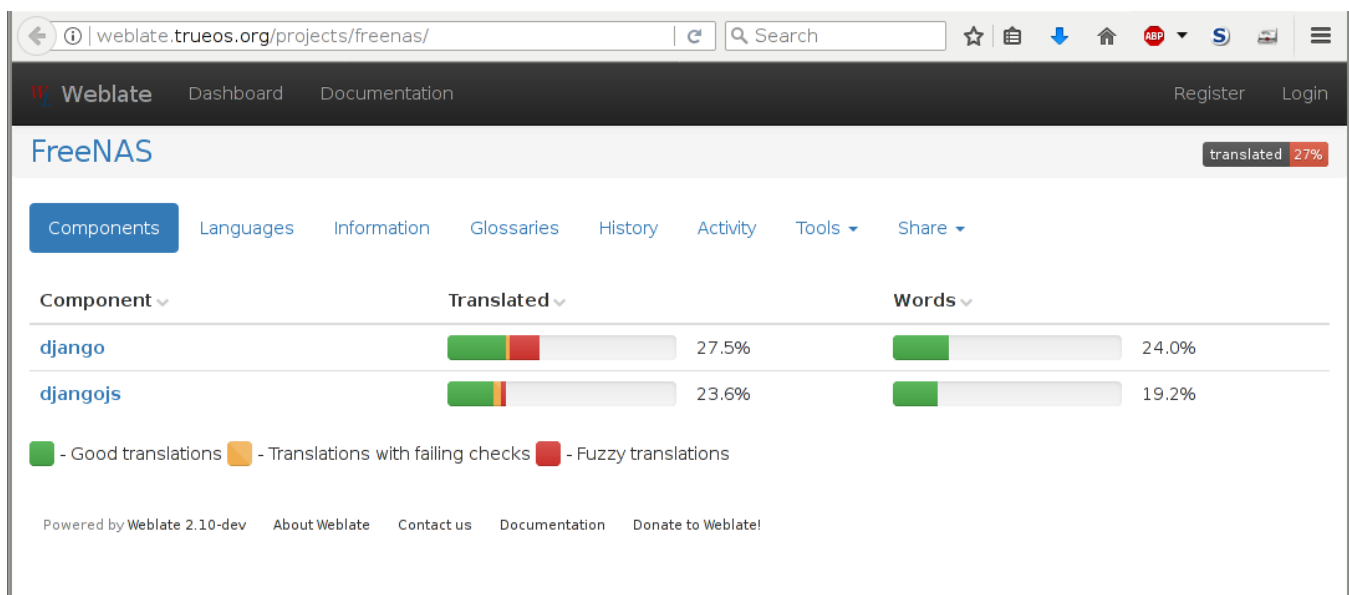 weblate.trueos.org/projects/freenas/ Search ABP S
Weblate Dashboard Documentation Register Login
FreeNAS translated 27%
Components Languages Information Glossaries History Activity Tools Share
Component Translated Words
django 27.5% 24.0%
djangojs 23.6% 19.2%
- Good translations - Translations with failing checks - Fuzzy translations
Powered by Weblate 2.10-dev About Weblate Contact us Documentation Donate to Weblate!